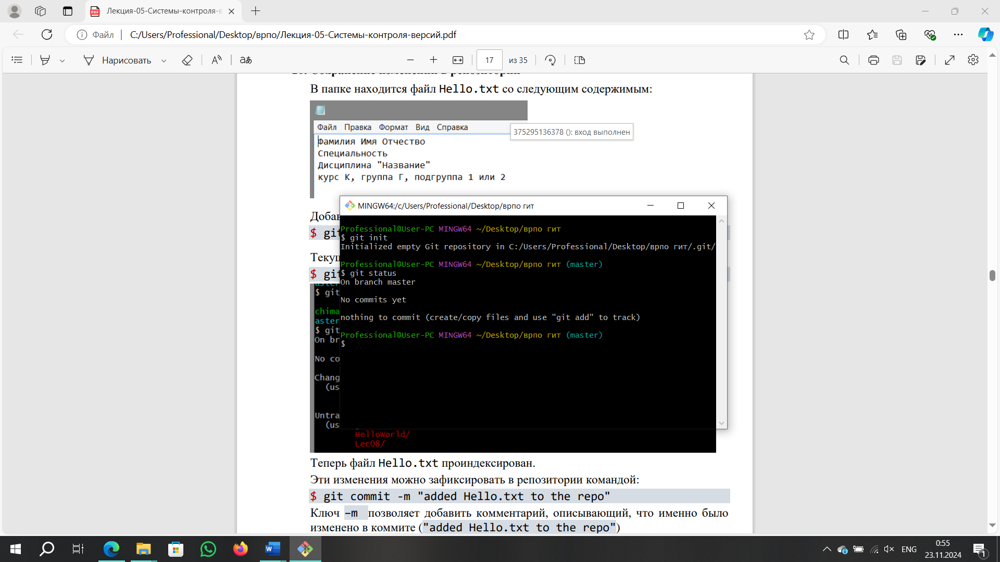 Лекция-05-Системы-контроля-в
Файл
C:/Users/Professional/Desktop/врпо/Лекция-05-Системы-контроля-версий.pdf
Нарисовать
aあ
17
из 35
В папке находится файл Hello.txt со следующим содержимым:
Файл Правка Формат Вид Справка
375295136378 (): вход выполнен
Фамилия Имя Отчество
Специальность
Дисциплина "Название"
курс К, группа Г, подгруппа 1 или 2
MINGW64:/c/Users/Professional/Desktop/врпо гит
Добав
$ git
Текущ
$ git
Professional@User-PC MINGW64 ~/Desktop/врпо гит
$ git init
Initialized empty Git repository in C:/Users/Professional/Desktop/врпо гит/.git/
Professional@User-PC MINGW64 ~/Desktop/врпо гит (master)
$ git status
On branch master
No commits yet
nothing to commit (create/copy files and use "git add" to track)
Professional@User-PC MINGW64 ~/Desktop/врпо гит (master)
$
$ git
chima
aster
$ git
On br
No co
Chang
(us
Untra
(us
HelloWorld/
Lec08/
Теперь файл Hello.txt проиндексирован.
Эти изменения можно зафиксировать в репозитории командой:
$ git commit -m "added Hello.txt to the repo"
Ключ –m позволяет добавить комментарий, описывающий, что именно было
изменено в коммите ("added Hello.txt to the repo")
ENG
0:55
23.11.2024
1